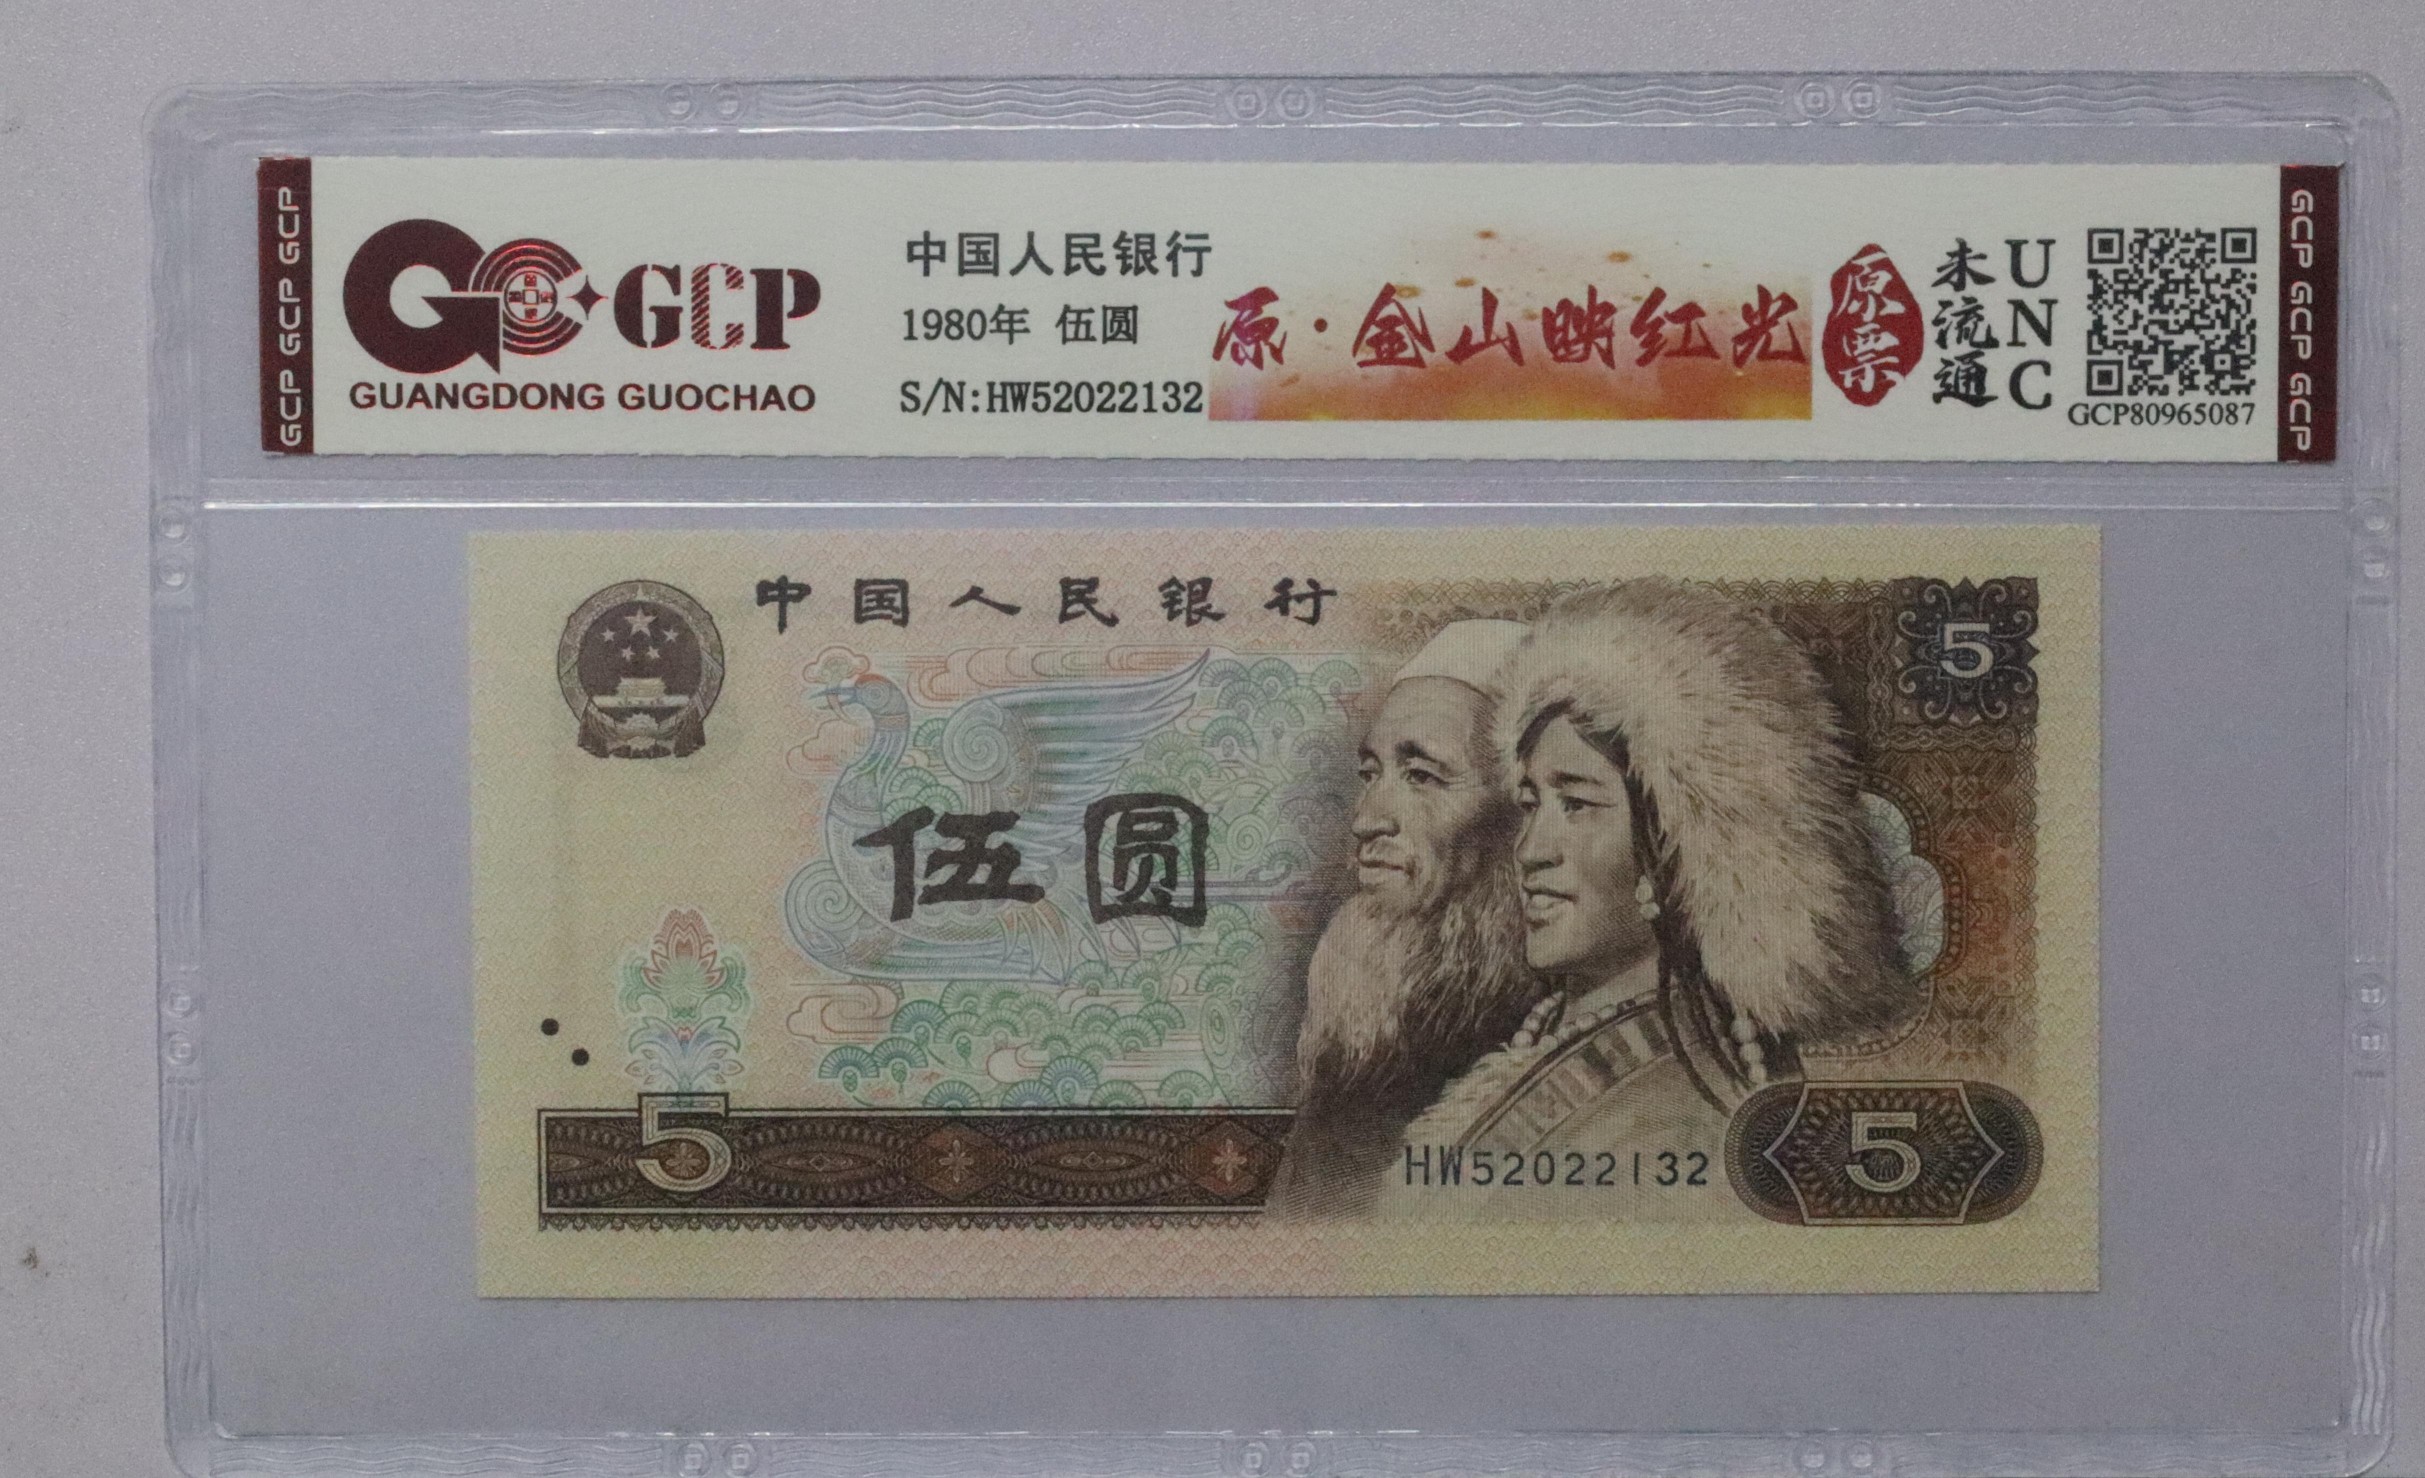 GCP GCP GCP
GCP
GUANGDONG GUOCHAO
中国人民银行
1980年 伍圆
S/N:HW52022132
原·金山映红光
原票
未流通
UNC
GCP80965087
GCP GCP GCP
中国人民银行
5
伍圆
5
HW52022132
5